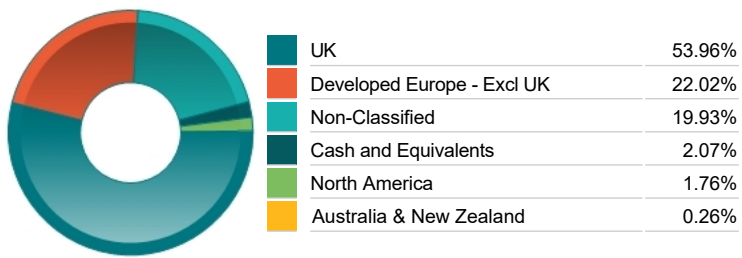 UK 53.96%
Developed Europe - Excl UK 22.02%
Non-Classified 19.93%
Cash and Equivalents 2.07%
North America 1.76%
Australia & New Zealand 0.26%